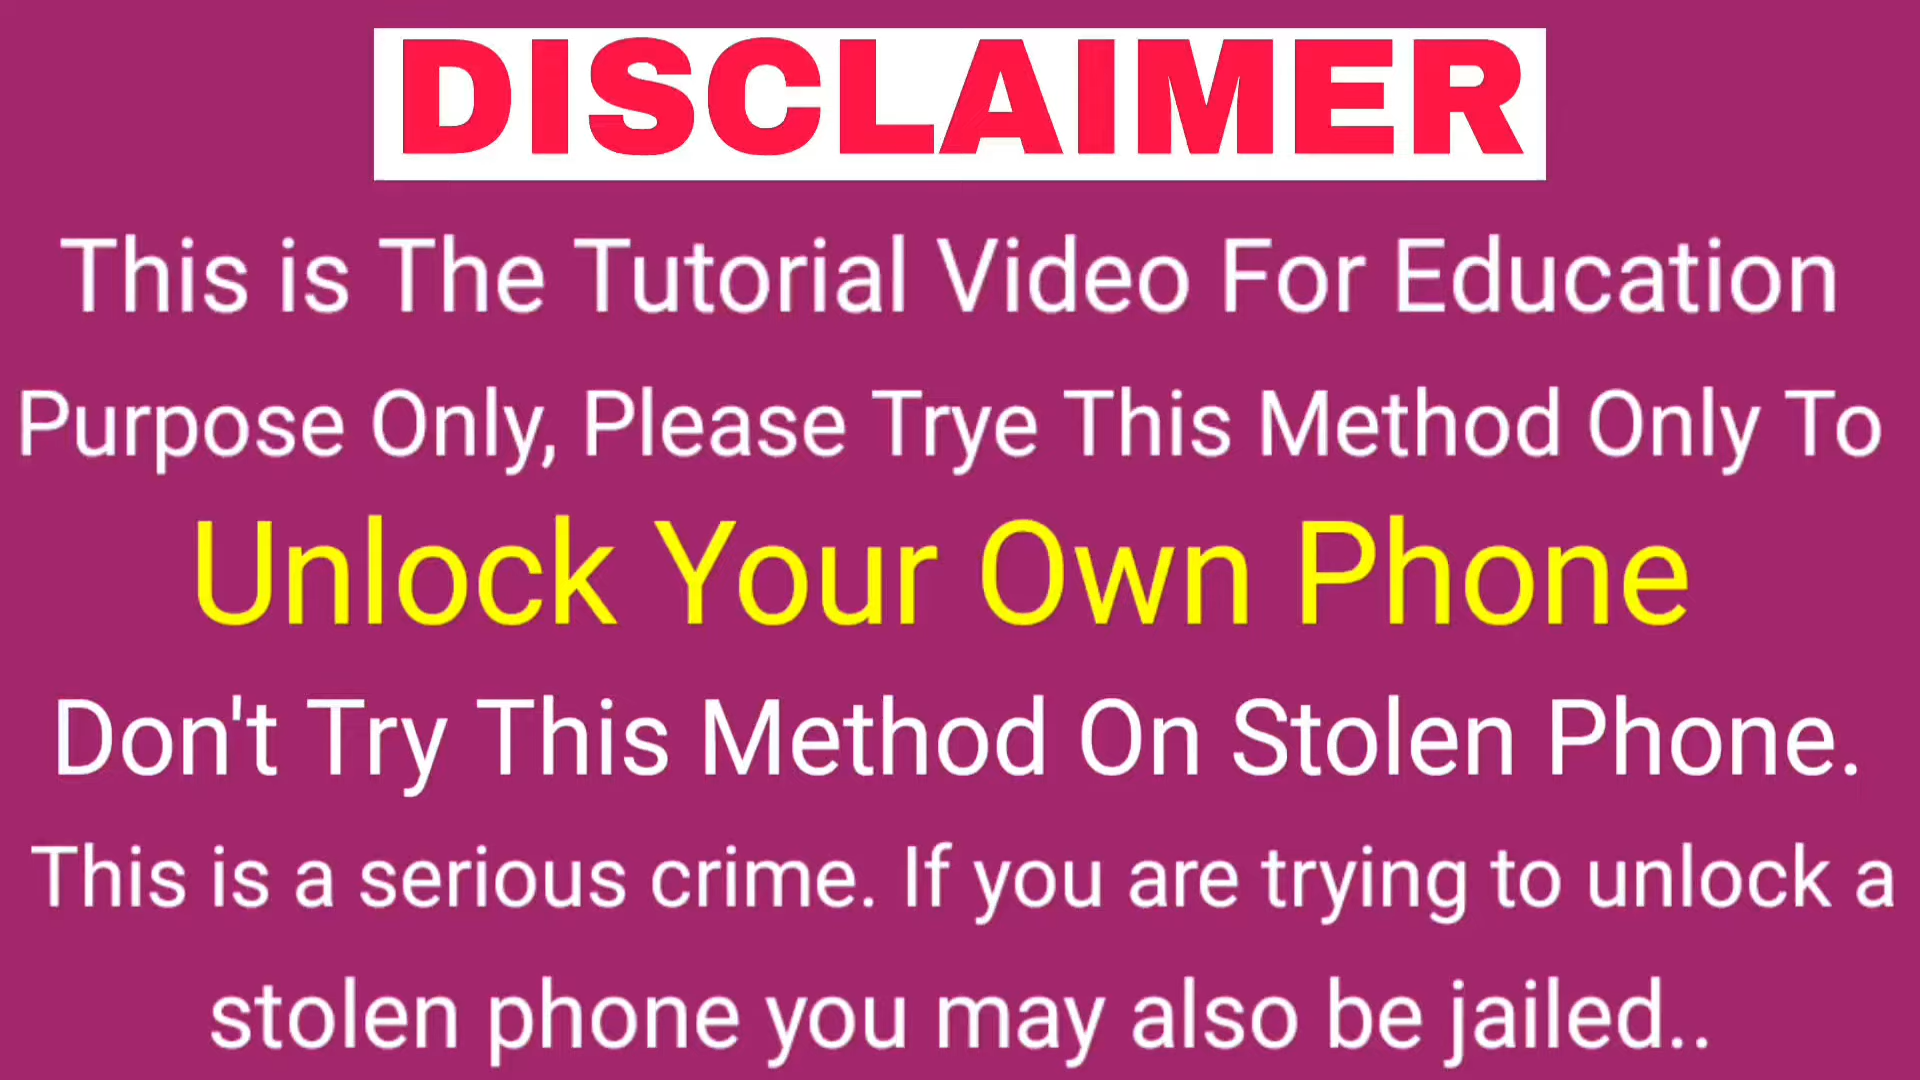 DISCLAIMER
This is The Tutorial Video For Education
Purpose Only, Please Trye This Method Only To
Unlock Your Own Phone
Don't Try This Method On Stolen Phone.
This is a serious crime. If you are trying to unlock a
stolen phone you may also be jailed..